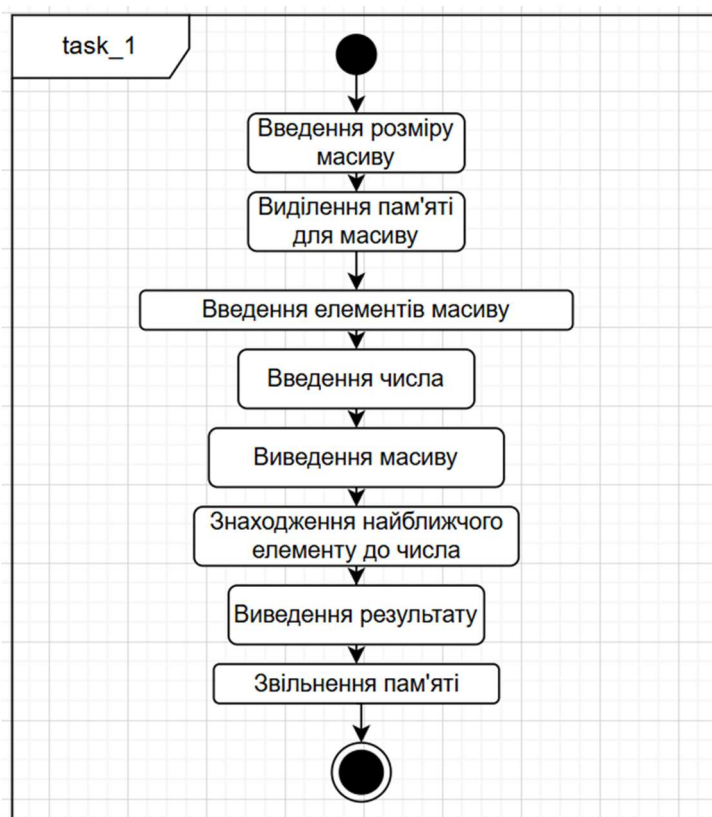 task_1
Введення розміру
масиву
Виділення пам'яті
для масиву
Введення елементів масиву
Введення числа
Виведення масиву
Знаходження найближчого
елементу до числа
Виведення результату
Звільнення пам'яті